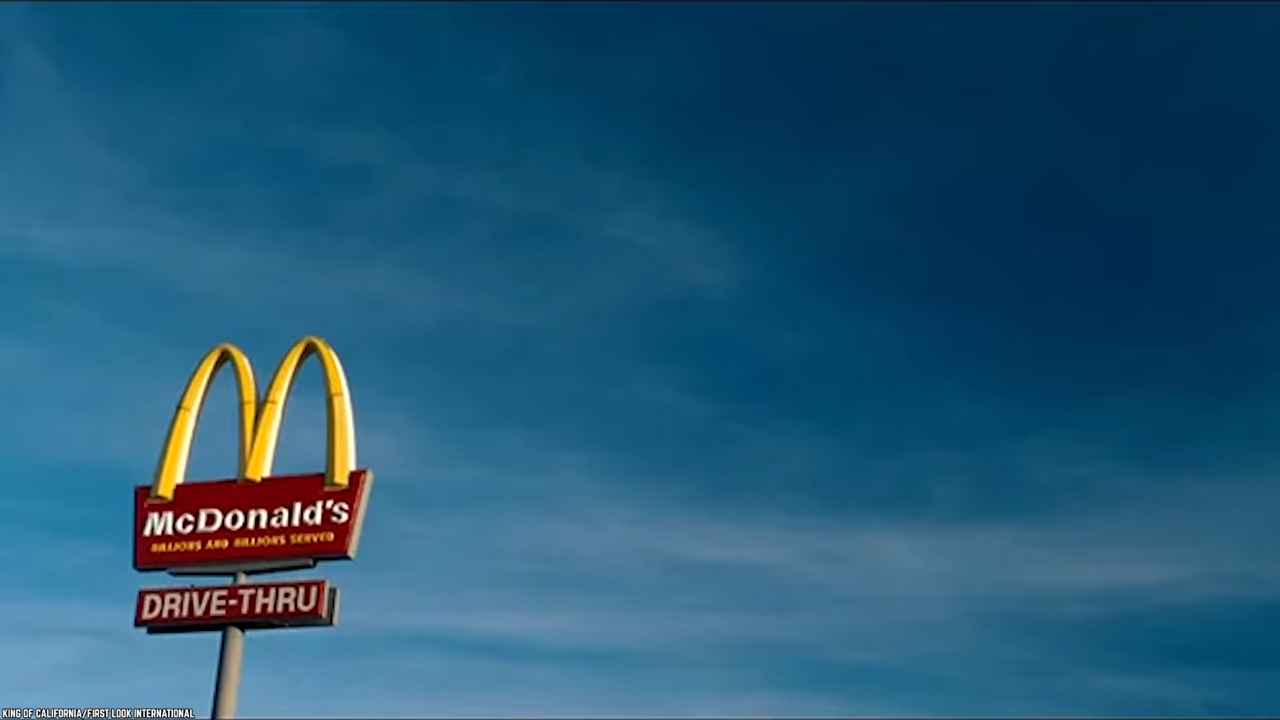 McDonald's
BILLIONS AND BILLIONS SERVED
DRIVE-THRU
KING OF CALIFORNIA/FIRST LOOK INTERNATIONAL